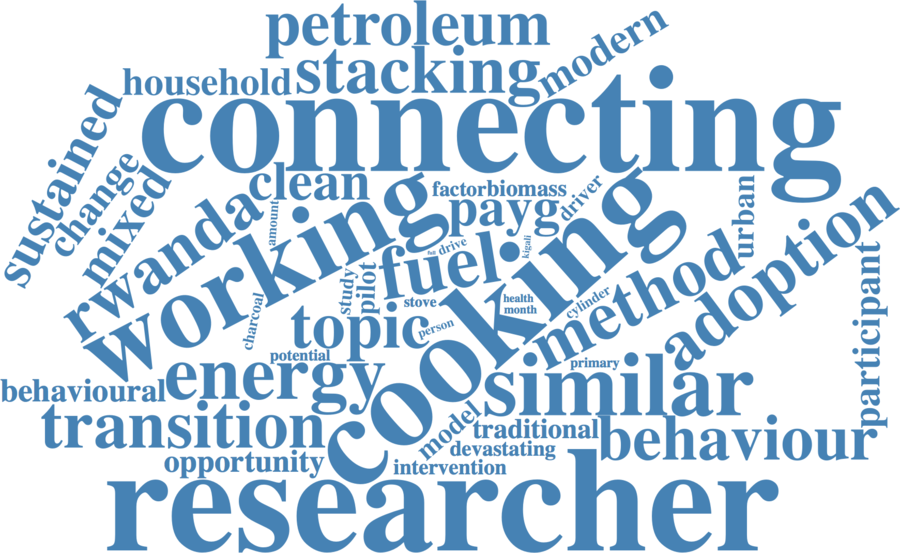 petroleum
modern
household
stacking
connecting
sustained
change
mixed
clean
factor
biomass
driver
payg
urban
rwanda
amount
working
drive
kigali
fuel
cooking
method
adoption
participant
study
pilot
stove
health
month
cylinder
charcoal
topic
person
potential
primary
behavioural
energy
similar
transition
model
traditional
behaviour
devastating
opportunity
intervention
researcher